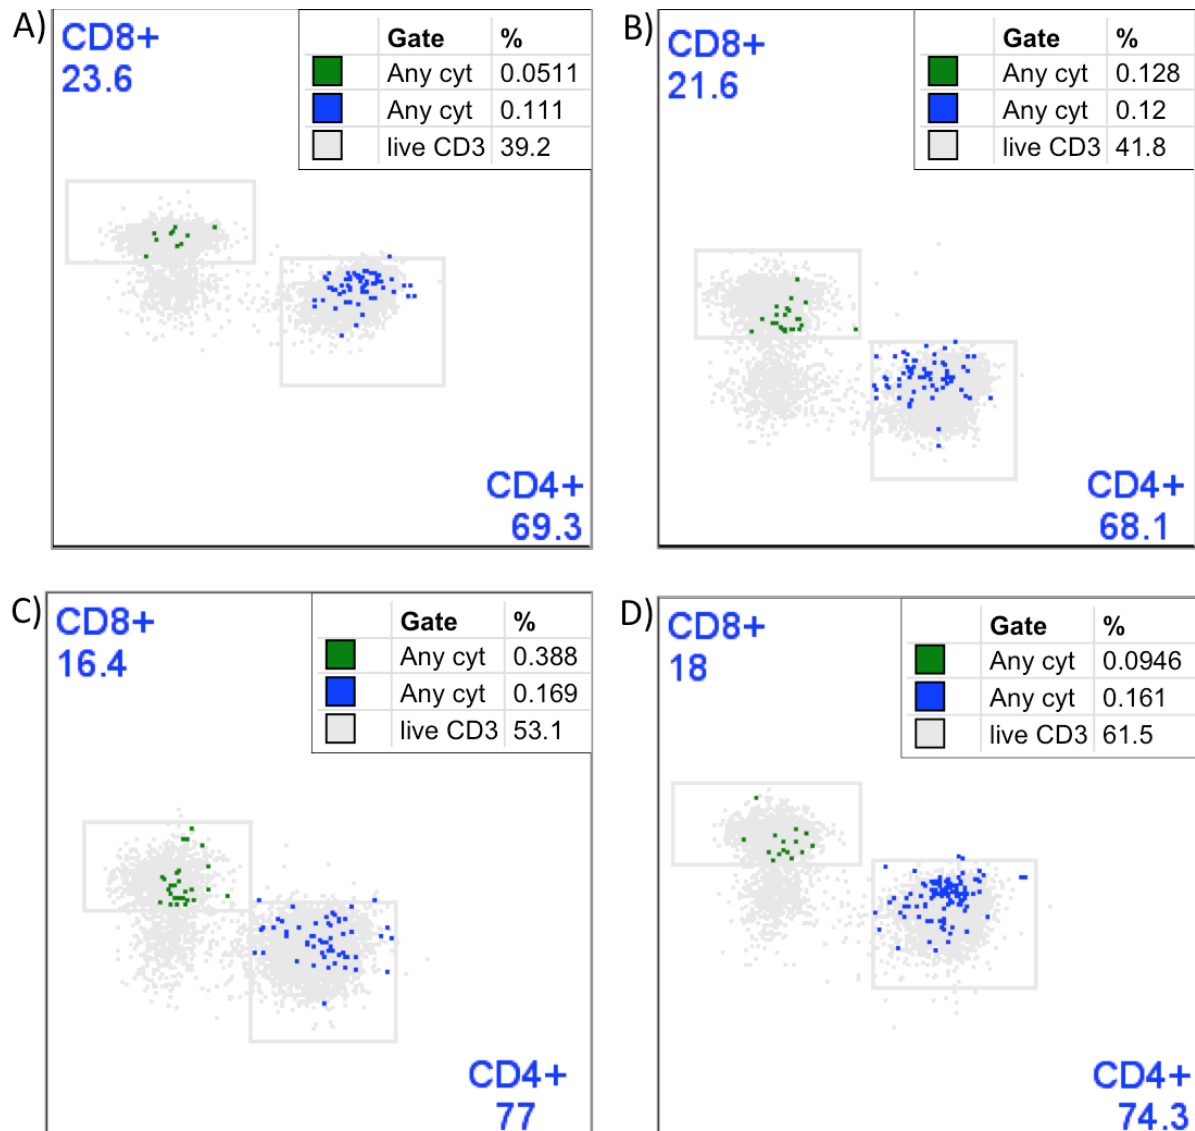 A)
CD8+
23.6
Gate %
Any cyt 0.0511
Any cyt 0.111
live CD3 39.2
CD4+
69.3
B)
CD8+
21.6
Gate %
Any cyt 0.128
Any cyt 0.12
live CD3 41.8
CD4+
68.1
C)
CD8+
16.4
Gate %
Any cyt 0.388
Any cyt 0.169
live CD3 53.1
CD4+
77
D)
CD8+
18
Gate %
Any cyt 0.0946
Any cyt 0.161
live CD3 61.5
CD4+
74.3